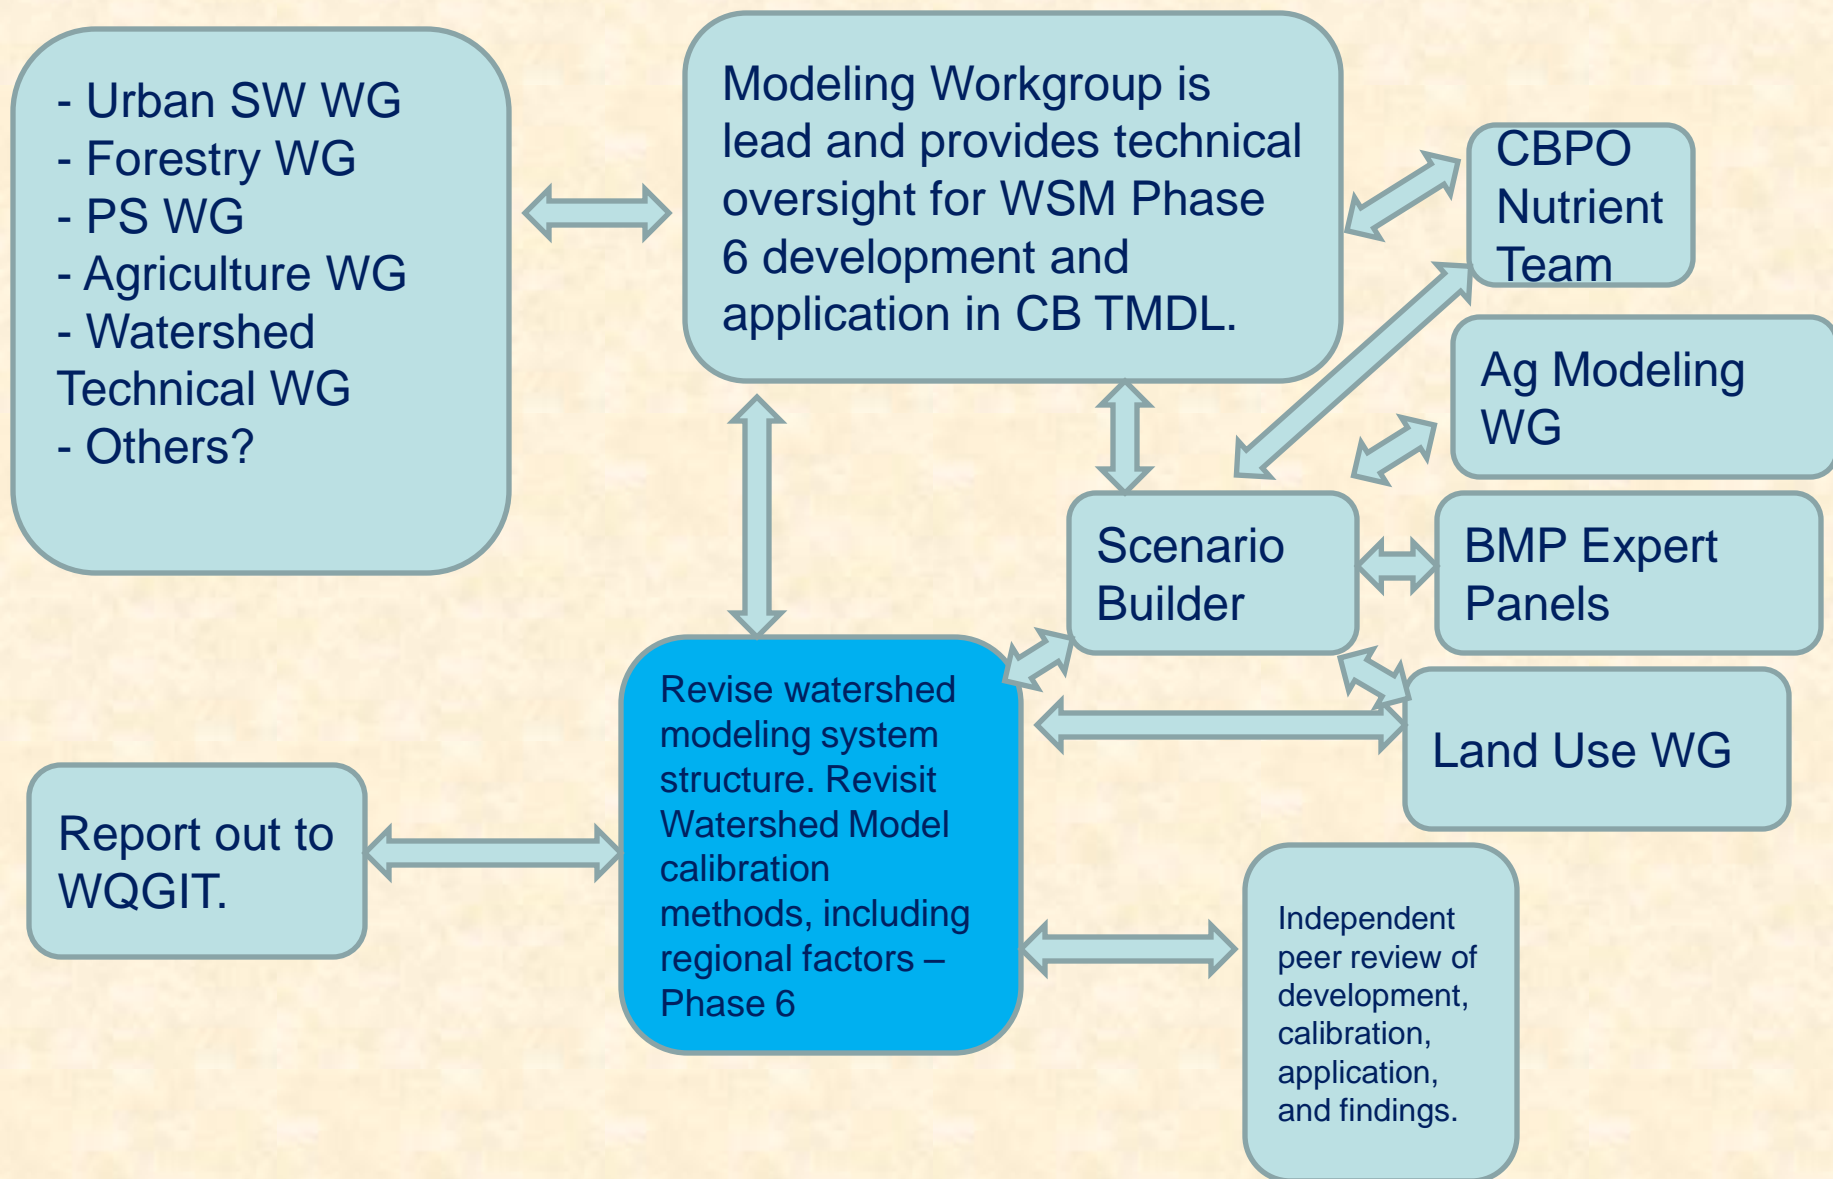 - Urban SW WG
- Forestry WG
- PS WG
- Agriculture WG
- Watershed
Technical WG
- Others?
Modeling Workgroup is
lead and provides technical
oversight for WSM Phase
6 development and
application in CB TMDL.
CBPO
Nutrient
Team
Ag Modeling
WG
Scenario
Builder
BMP Expert
Panels
Land Use WG
Revise watershed
modeling system
structure. Revisit
Watershed Model
calibration
methods, including
regional factors –
Phase 6
Report out to
WQGIT.
Independent
peer review of
development,
calibration,
application,
and findings.